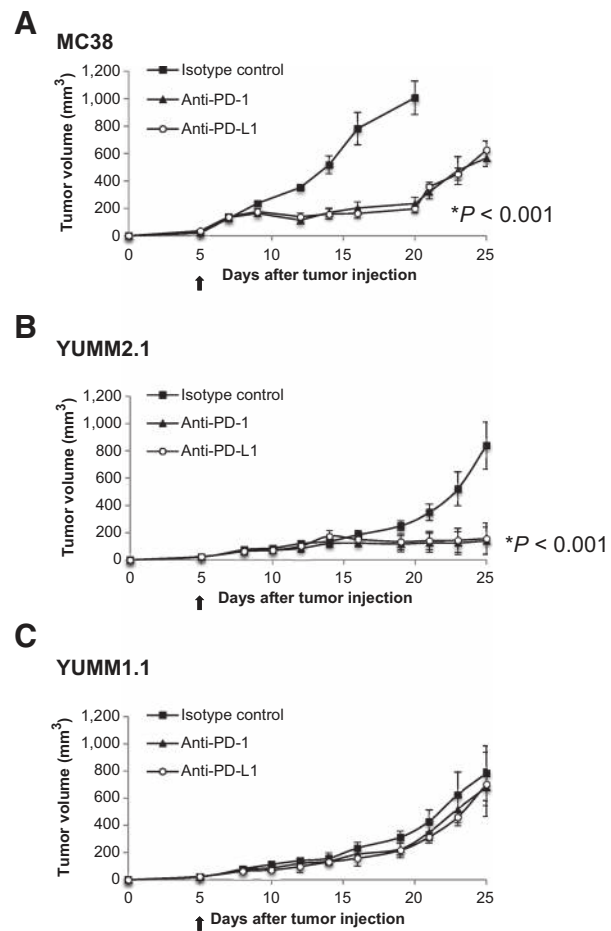 A
MC38
Tumor volume (mm³)
1,200
1,000
800
600
400
200
0
Isotype control
Anti-PD-1
Anti-PD-L1
*P < 0.001
0 5 10 15 20 25
Days after tumor injection
B
YUMM2.1
Tumor volume (mm³)
1,200
1,000
800
600
400
200
0
Isotype control
Anti-PD-1
Anti-PD-L1
*P < 0.001
0 5 10 15 20 25
Days after tumor injection
C
YUMM1.1
Tumor volume (mm³)
1,200
1,000
800
600
400
200
0
Isotype control
Anti-PD-1
Anti-PD-L1
0 5 10 15 20 25
Days after tumor injection